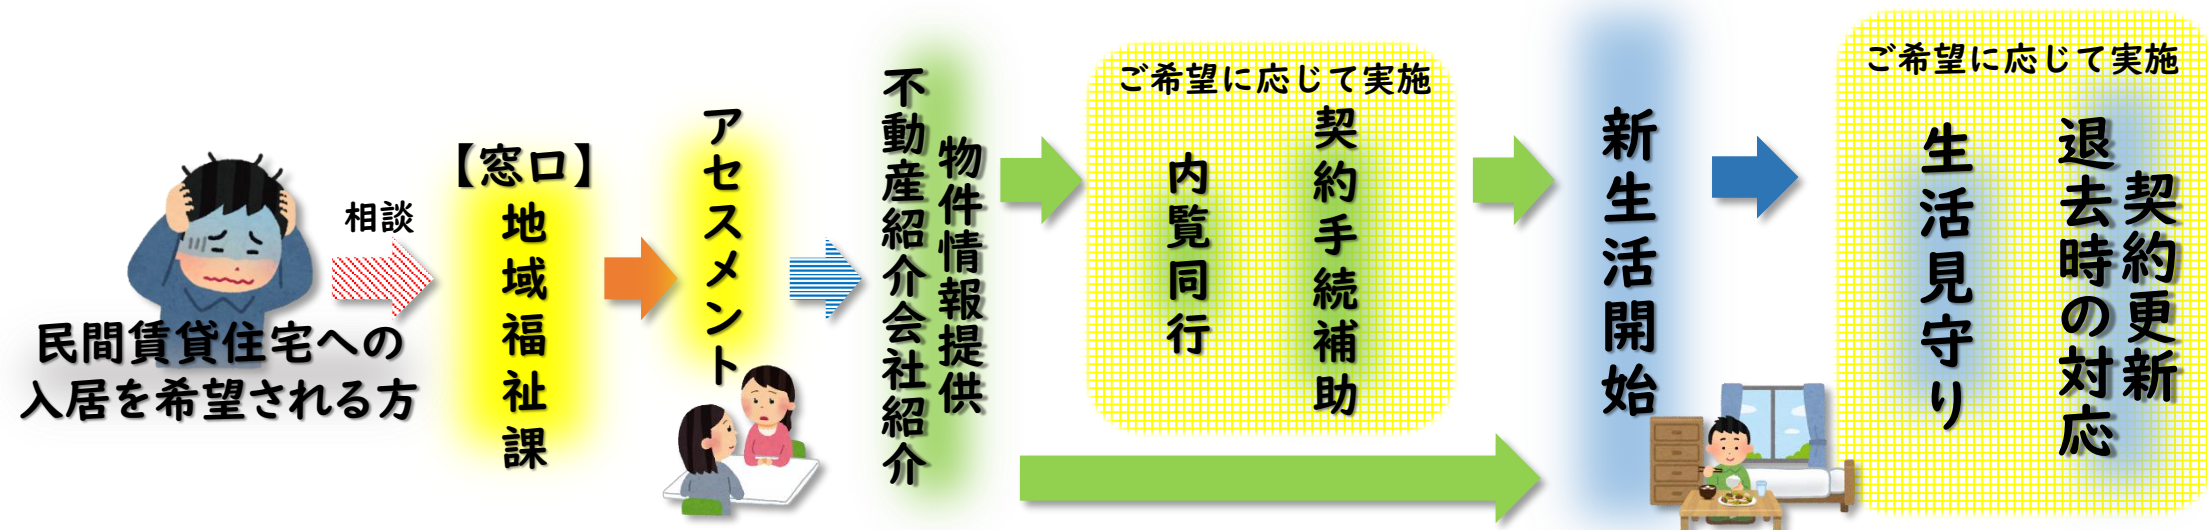 民間賃貸住宅への
入居を希望される方
相談
【窓口】
地域福祉課
アセスメント
物件情報提供
不動産紹介会社紹介
ご希望に応じて実施
契約手続補助
内覧同行
新生活開始
ご希望に応じて実施
契約更新
退去時の対応
生活見守り